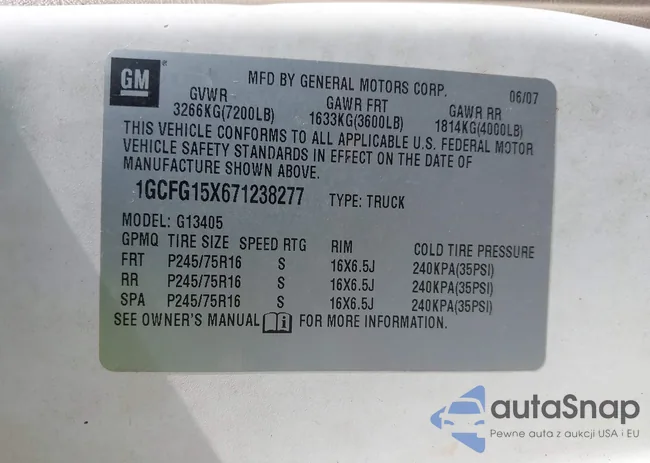 GM
MFD BY GENERAL MOTORS CORP. 06/07
GVWR GAWR FRT GAWR RR
3266KG(7200LB) 1633KG(3600LB) 1814KG(4000LB)
THIS VEHICLE CONFORMS TO ALL APPLICABLE U.S. FEDERAL MOTOR
VEHICLE SAFETY STANDARDS IN EFFECT ON THE DATE OF
MANUFACTURE SHOWN ABOVE.
1GCFG15X671238277 TYPE: TRUCK
MODEL: G13405
GPMQ TIRE SIZE SPEED RTG RIM COLD TIRE PRESSURE
FRT P245/75R16 S 16X6.5J 240KPA(35PSI)
RR P245/75R16 S 16X6.5J 240KPA(35PSI)
SPA P245/75R16 S 16X6.5J 240KPA(35PSI)
SEE OWNER'S MANUAL i FOR MORE INFORMATION.
autaSnap
Pewne auta z aukcji USA i EU